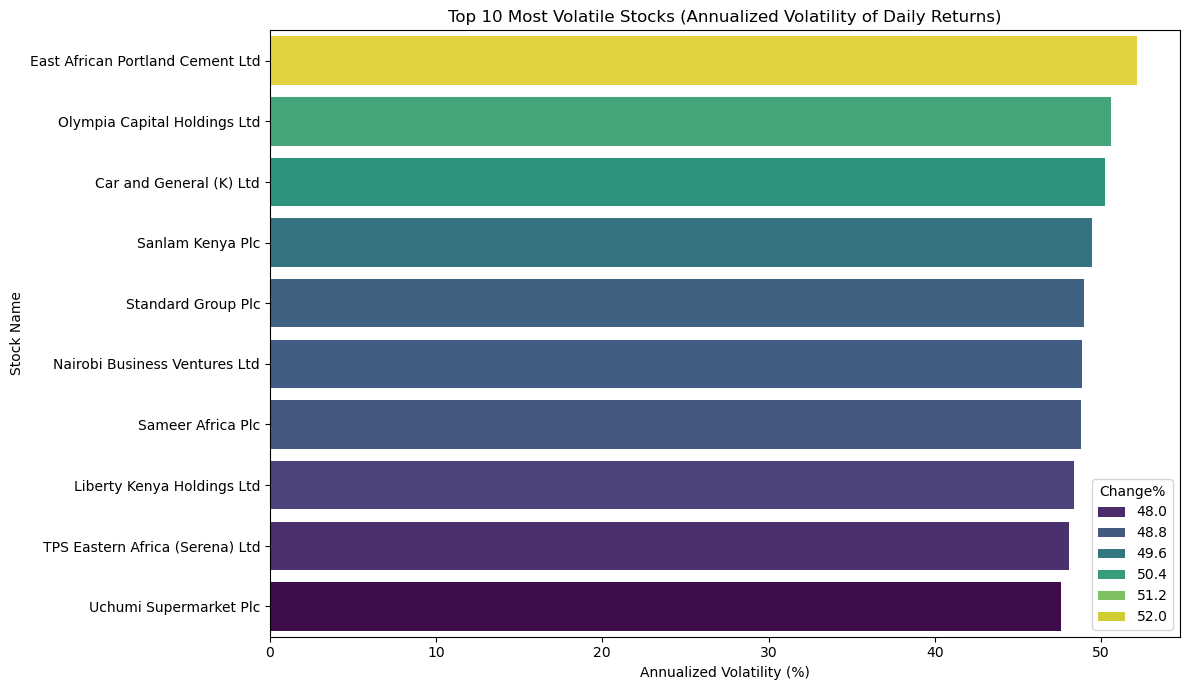 Top 10 Most Volatile Stocks (Annualized Volatility of Daily Returns)
Stock Name
East African Portland Cement Ltd
Olympia Capital Holdings Ltd
Car and General (K) Ltd
Sanlam Kenya Plc
Standard Group Plc
Nairobi Business Ventures Ltd
Sameer Africa Plc
Liberty Kenya Holdings Ltd
TPS Eastern Africa (Serena) Ltd
Uchumi Supermarket Plc
Change%
48.0
48.8
49.6
50.4
51.2
52.0
0 10 20 30 40 50
Annualized Volatility (%)